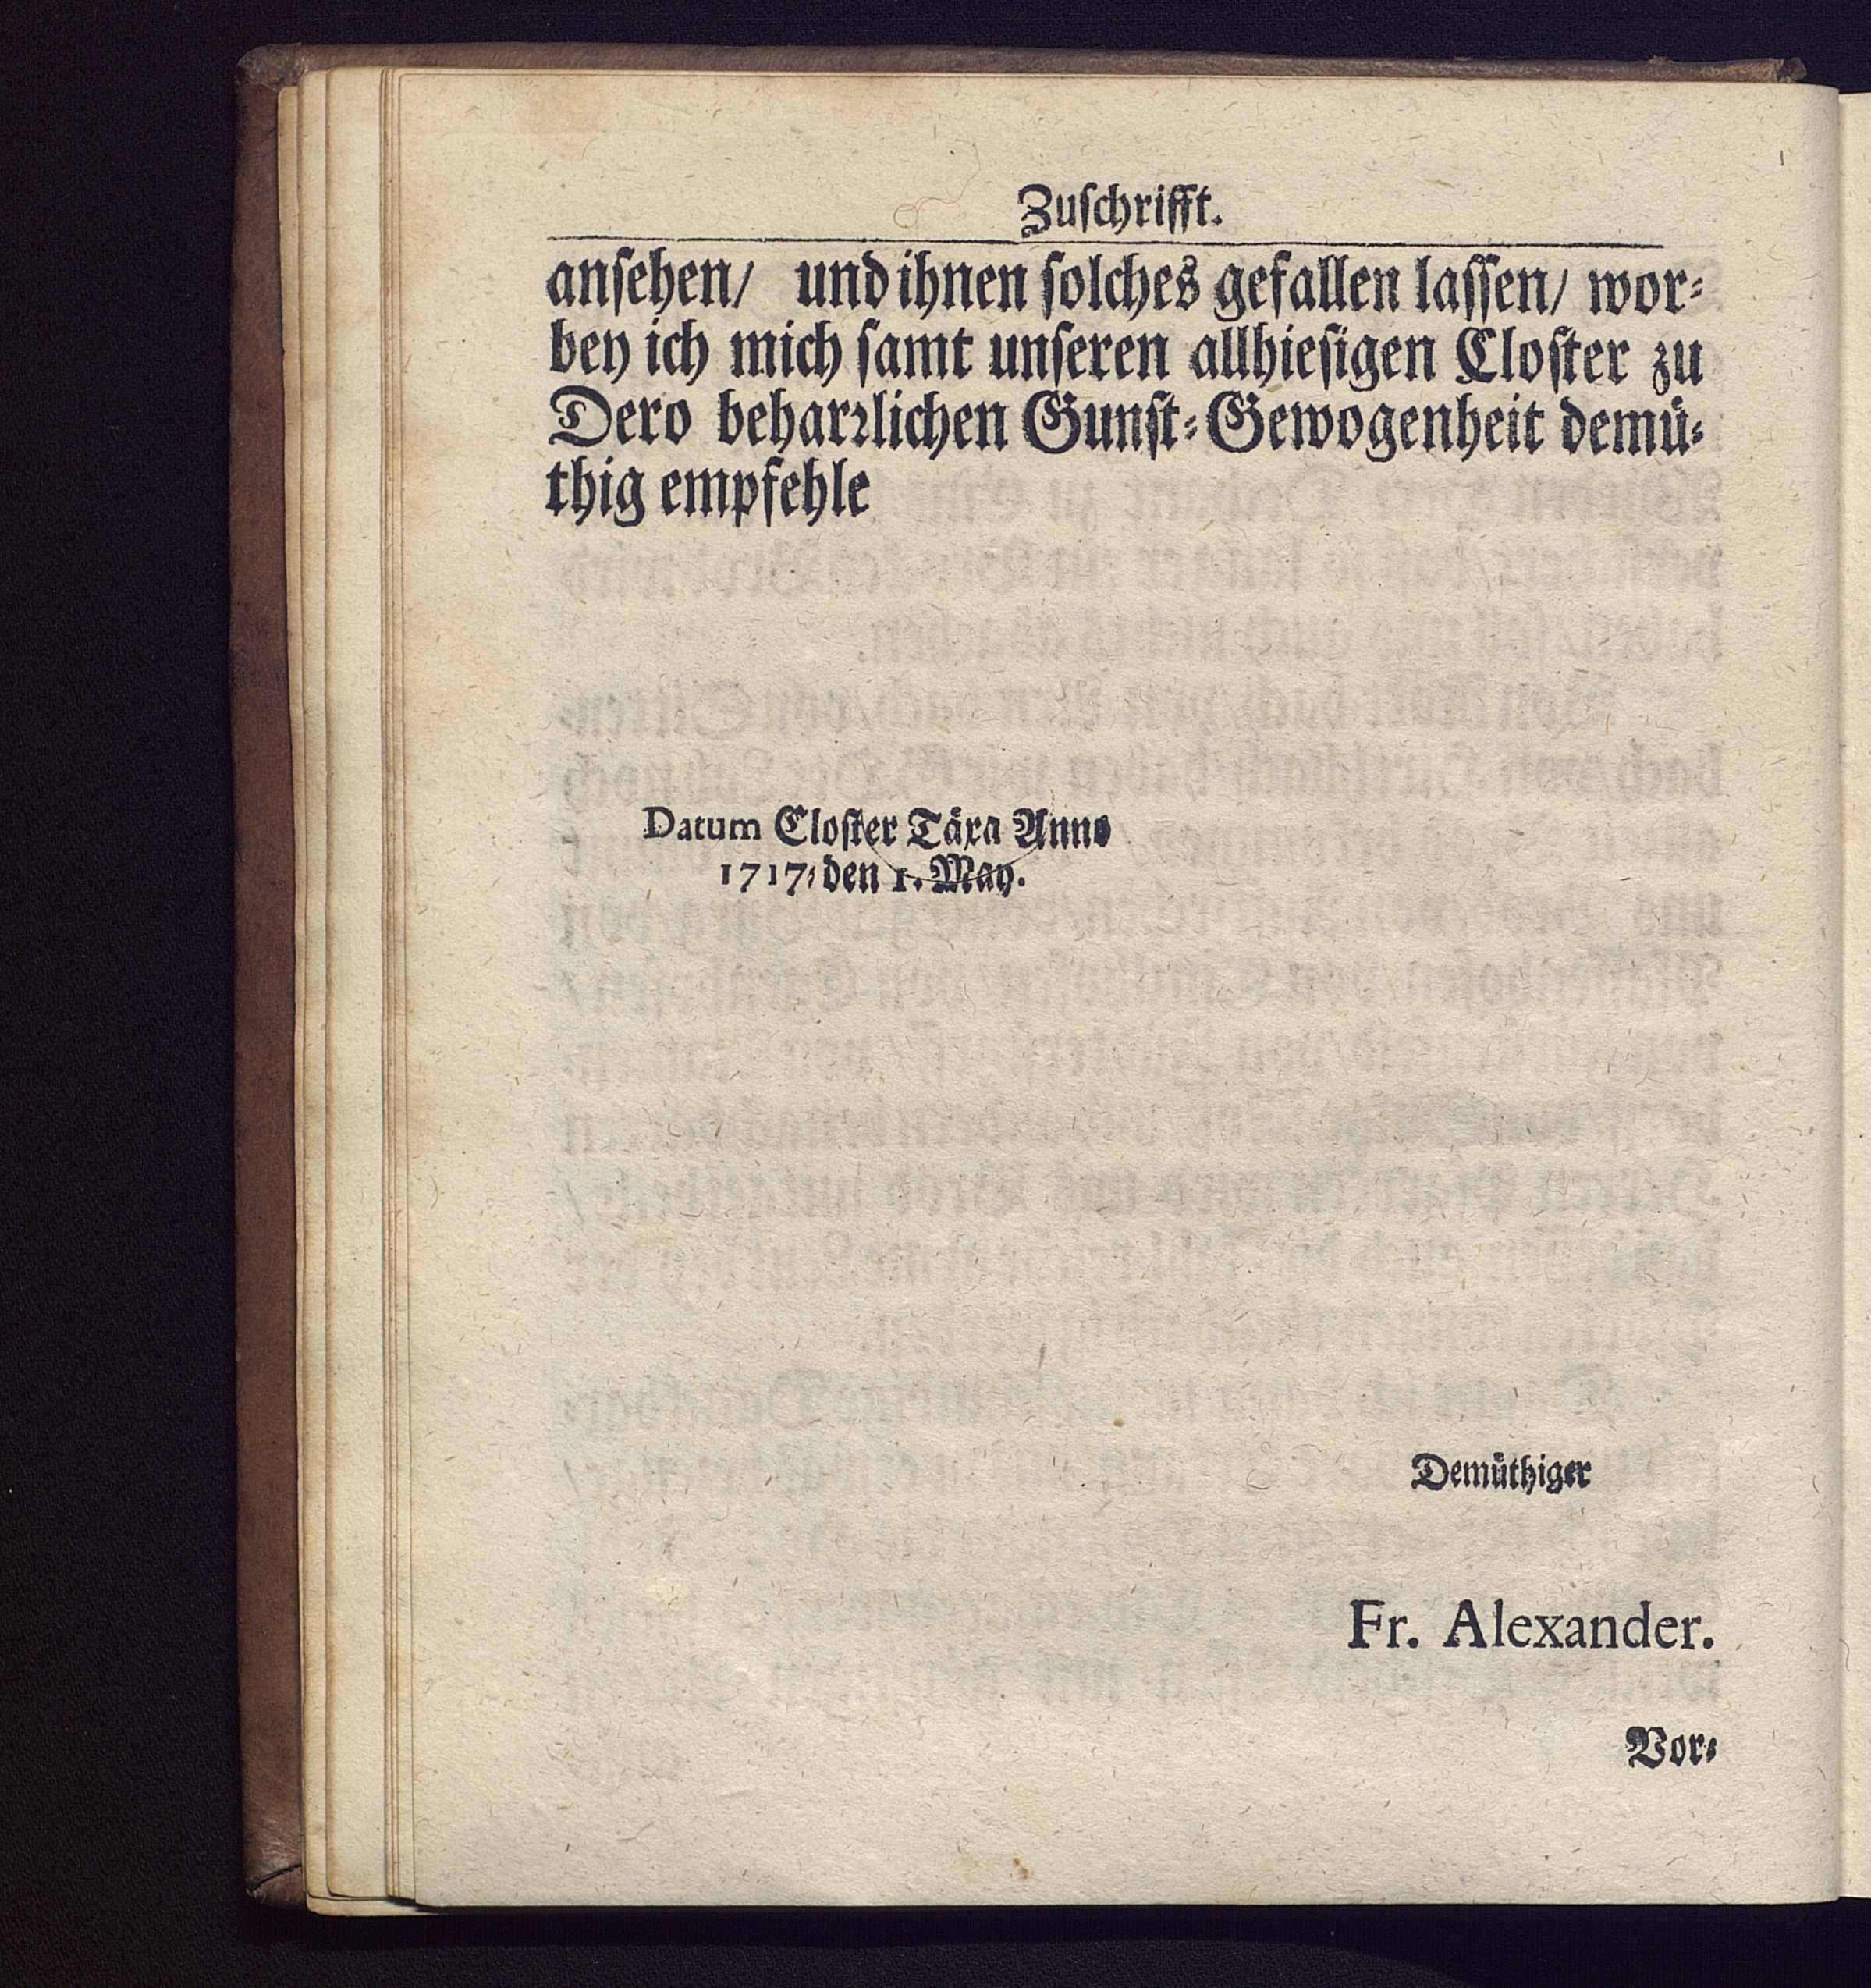 Zuſchrifft.
anſehen/ und ihnen ſolches gefallen laſſen/ wor⸗
bey ich mich ſamt unſeren allhieſigen Cloſter zu
Dero beharꝛlichen Gunſt⸗Gewogenheit demü⸗
thig empfehle
Datum Cloſter Täxa Anno
1717. den 1. May.
Demüthiger
Fr. Alexander.
Vor⸗